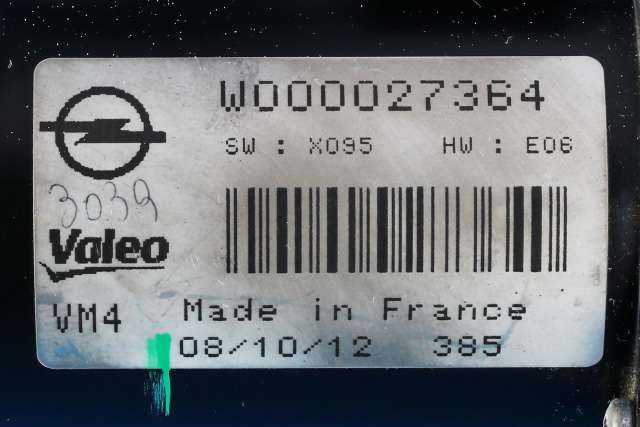 W000027364
SW : X095 HW : E06
3039
Valeo
VM4 Made in France
08/10/12 385